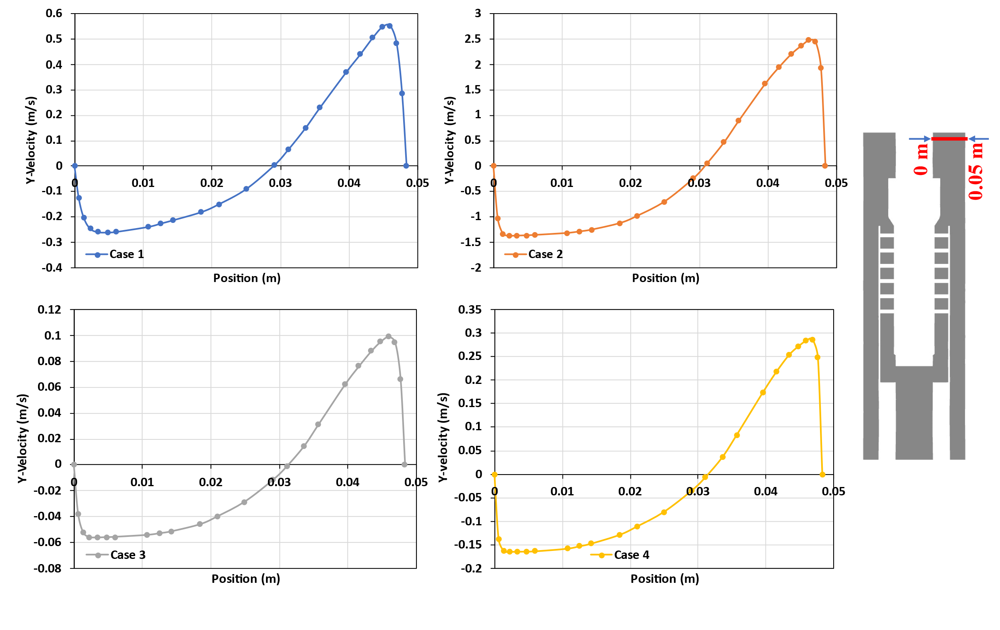 0.6
0.5
0.4
0.3
0.2
0.1
0
-0.1
-0.2
-0.3
-0.4
Y-Velocity (m/s)
0 0.01 0.02 0.03 0.04 0.05
Case 1
Position (m)
3
2.5
2
1.5
1
0.5
0
-0.5
-1
-1.5
-2
Y-Velocity (m/s)
0 0.01 0.02 0.03 0.04 0.05
Case 2
Position (m)
0 m
0.05 m
0.12
0.1
0.08
0.06
0.04
0.02
0
-0.02
-0.04
-0.06
-0.08
Y-Velocity (m/s)
0 0.01 0.02 0.03 0.04 0.05
Case 3
Position (m)
0.35
0.3
0.25
0.2
0.15
0.1
0.05
0
-0.05
-0.1
-0.15
-0.2
Y-velocity (m/s)
0 0.01 0.02 0.03 0.04 0.05
Case 4
Position (m)